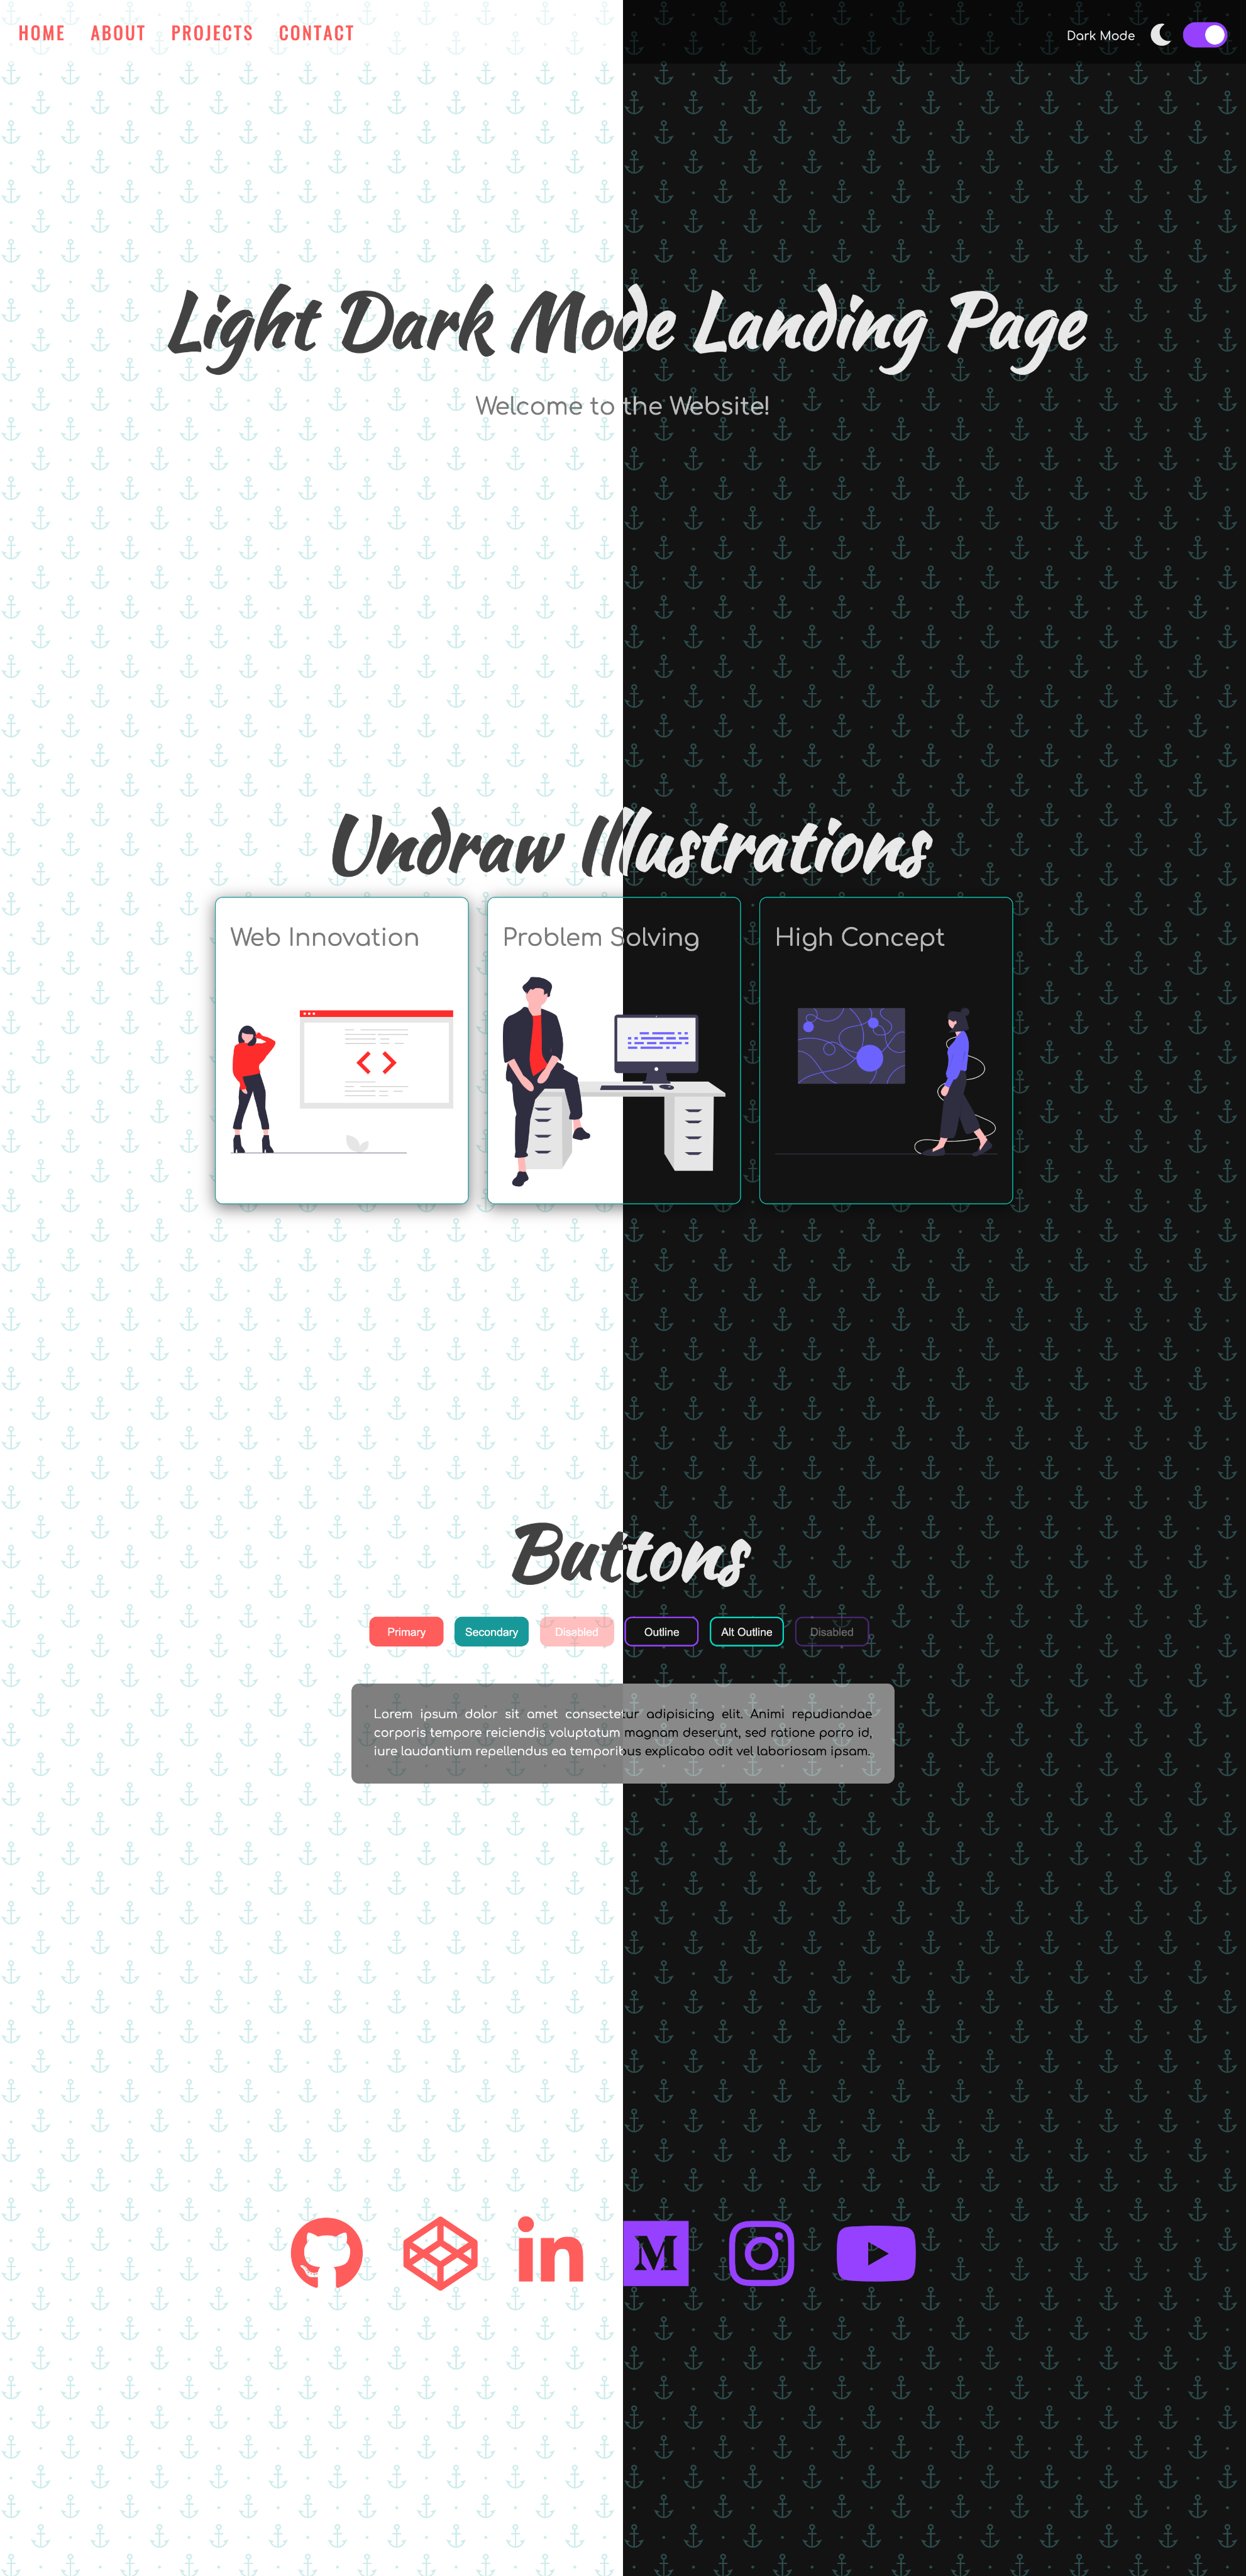 HOME ABOUT PROJECTS CONTACT Dark Mode
Light Dark Mode Landing Page
Welcome to the Website!
Undraw Illustrations
Web Innovation Problem Solving High Concept
Buttons
Primary Secondary Disabled Outline Alt Outline Disabled
Lorem ipsum dolor sit amet consectetur adipisicing elit. Animi repudiandae
corporis tempore reiciendis voluptatum magnam deserunt, sed ratione porro id,
iure laudantium repellendus ea temporibus explicabo odit vel laboriosam ipsam.
in M